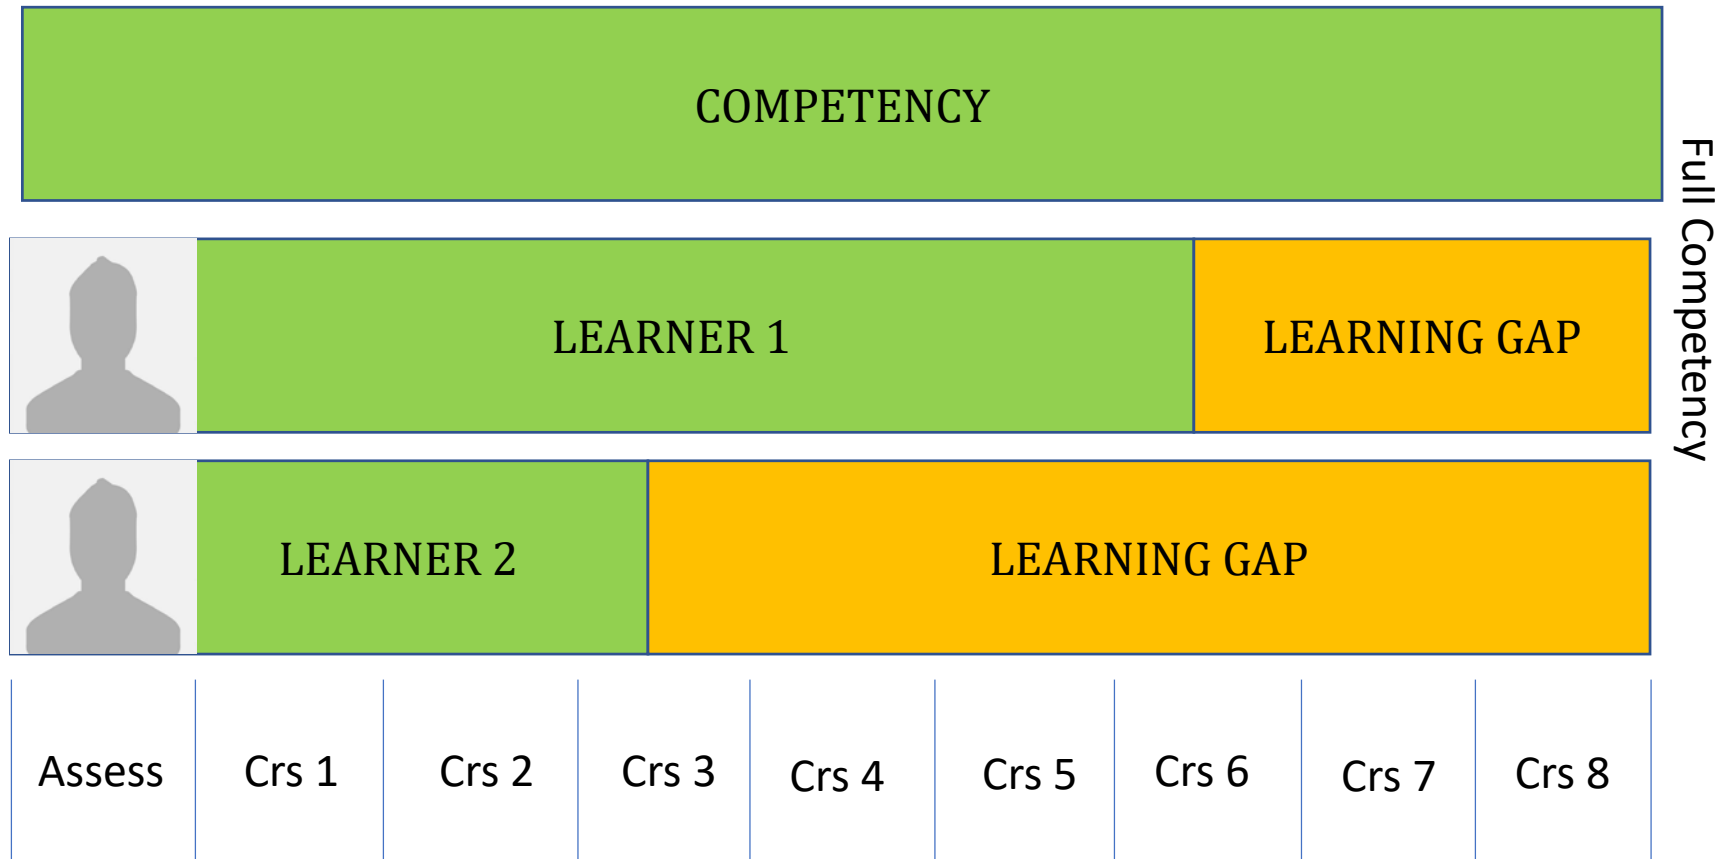 COMPETENCY
Full Competency
LEARNER 1
LEARNING GAP
LEARNER 2
LEARNING GAP
Assess
Crs 1
Crs 2
Crs 3
Crs 4
Crs 5
Crs 6
Crs 7
Crs 8